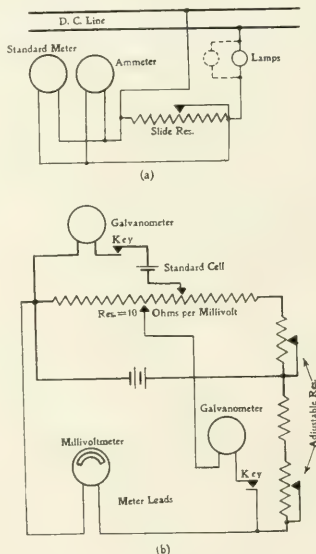 D. C. Line
Standard Meter
Ammeter
Lamps
Slide Res.
(a)
Galvanometer
Key
Standard Cell
Res.=10 Ohms per Millivolt
Adjustable Res.
Galvanometer
Millivoltmeter
Key
Meter Leads
(b)